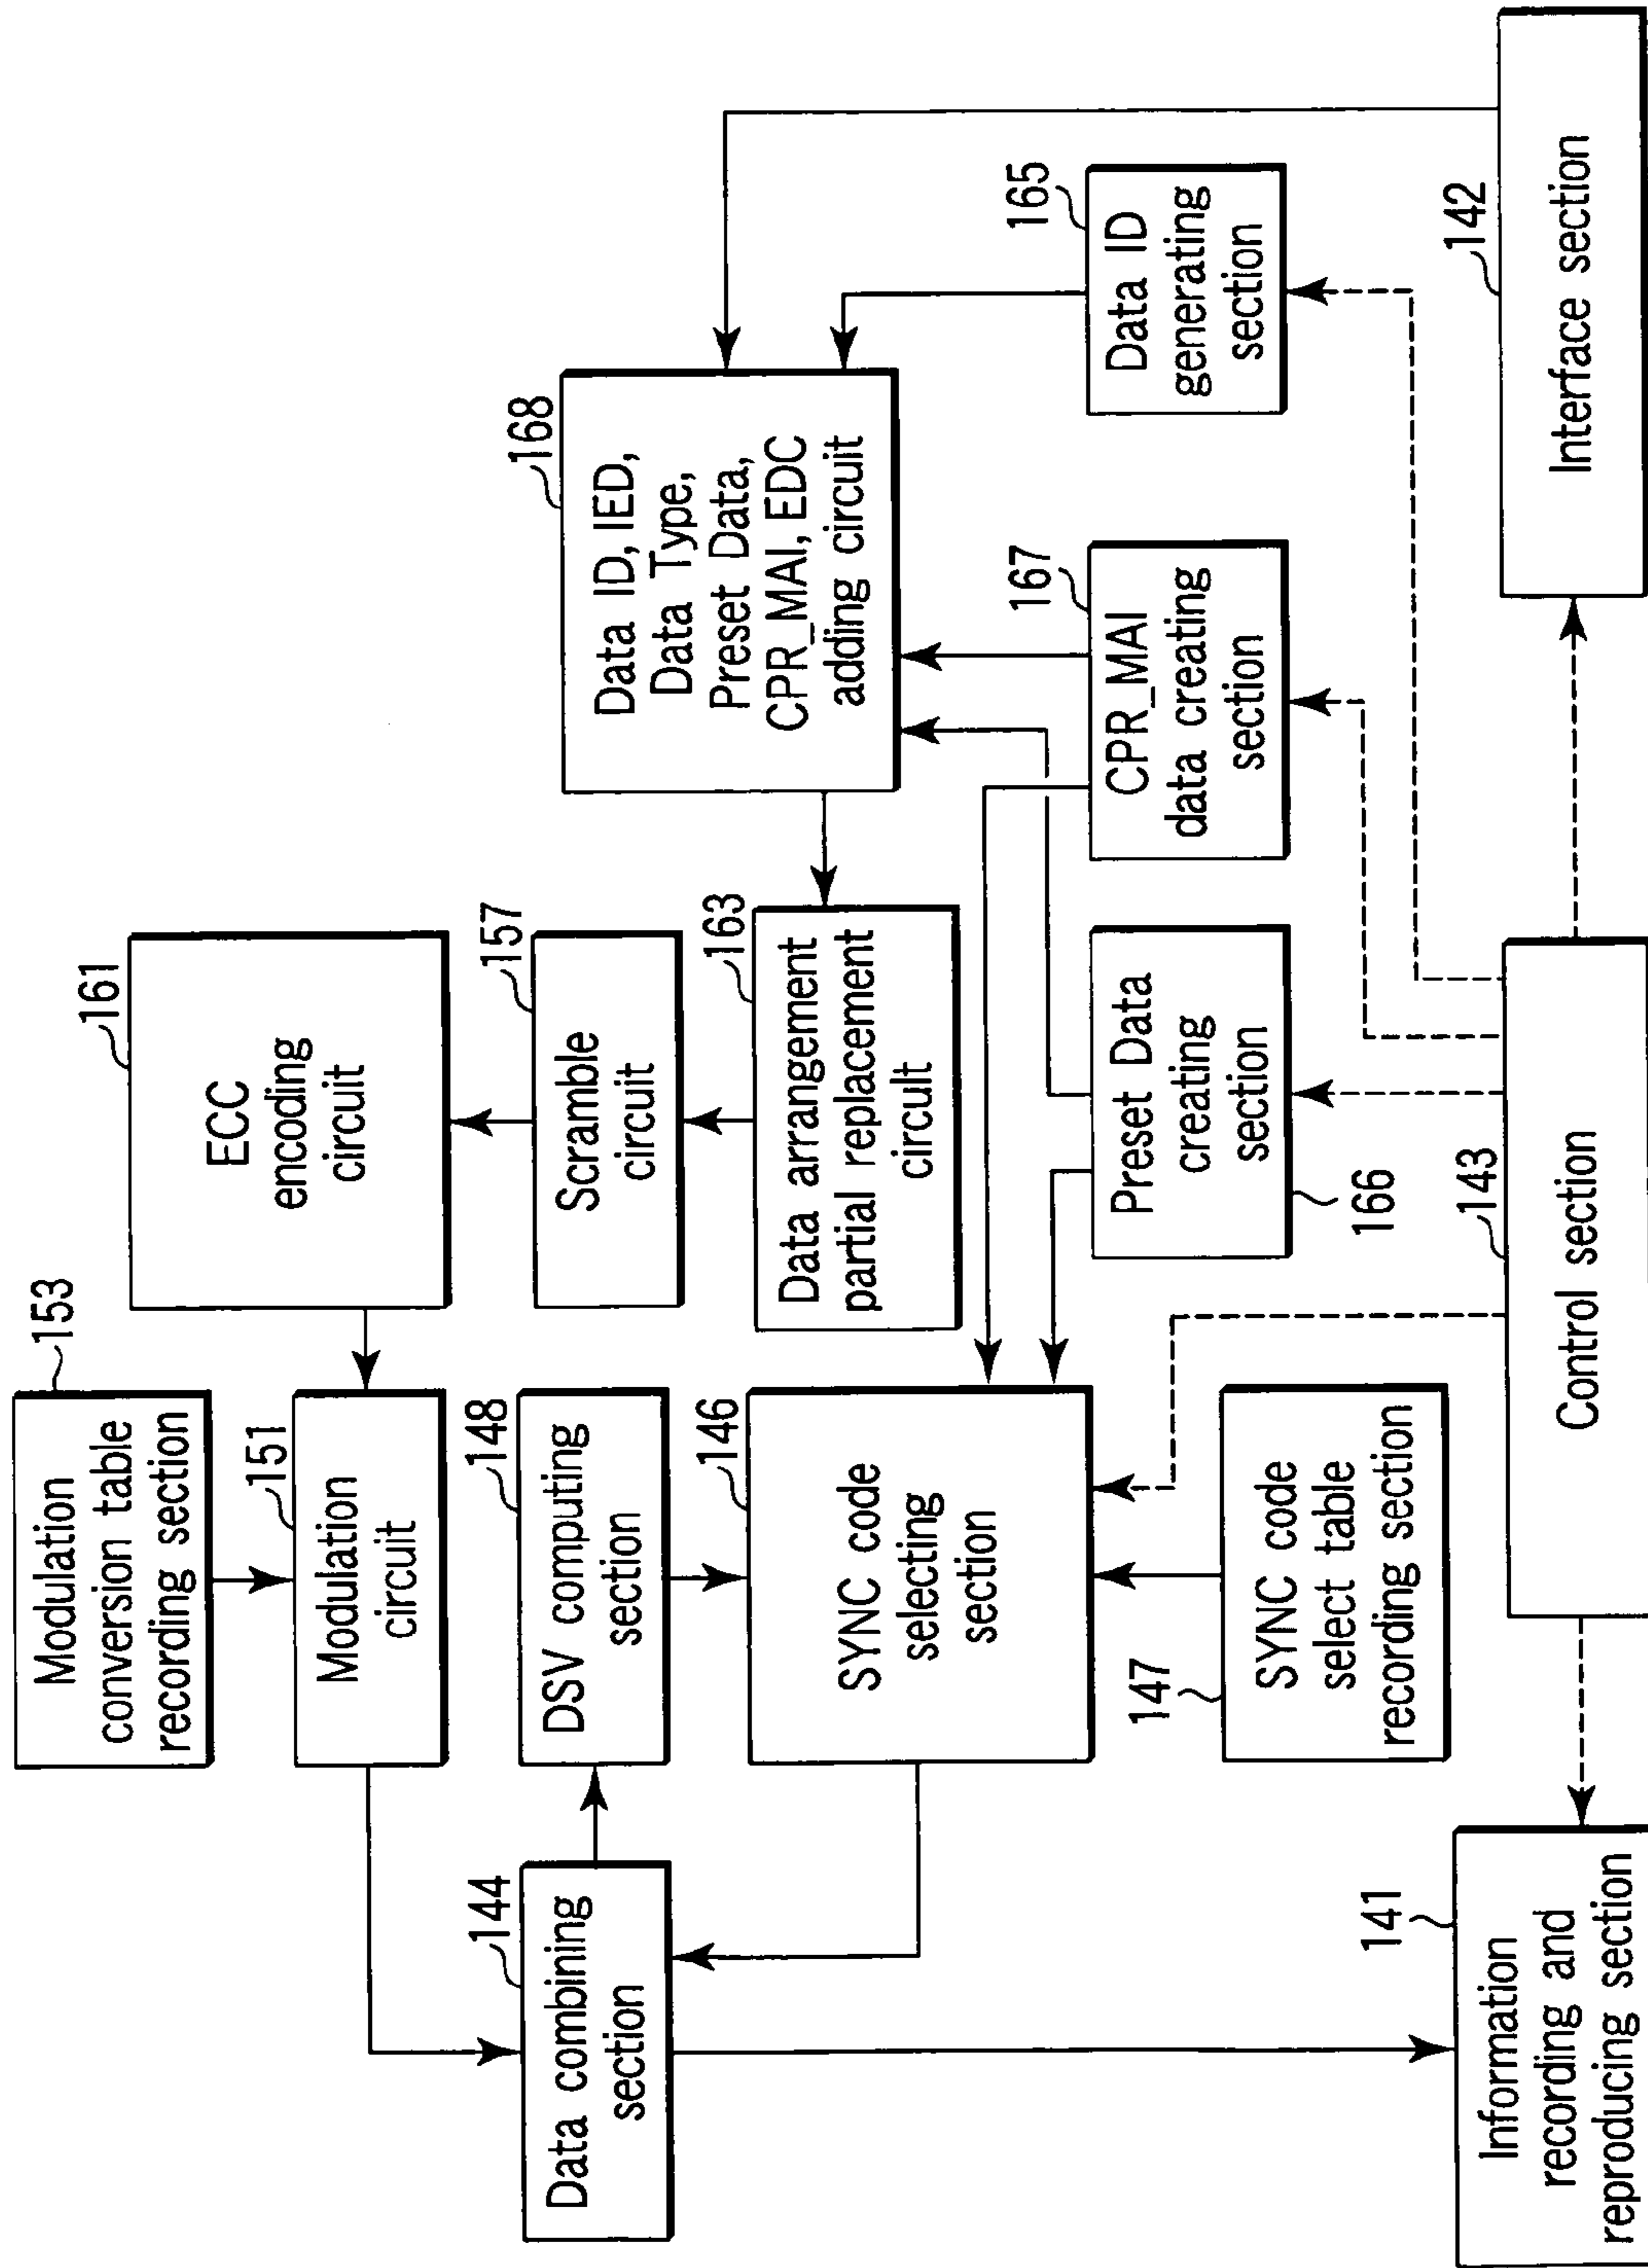 Modulation
conversion table
recording section
153
Modulation
circuit
151
ECC
encoding
circuit
161
Scramble
circuit
157
Data arrangement
partial replacement
circuit
163
Data ID, IED,
Data Type,
Preset Data,
CPR_MAI, EDC
adding circuit
168
Data combining
section
144
DSV computing
section
148
SYNC code
selecting
section
146
SYNC code
select table
recording section
147
Preset Data
creating
section
166
CPR_MAI
data creating
section
167
Data ID
generating
section
165
Information
recording and
reproducing section
141
Control section
143
Interface section
142